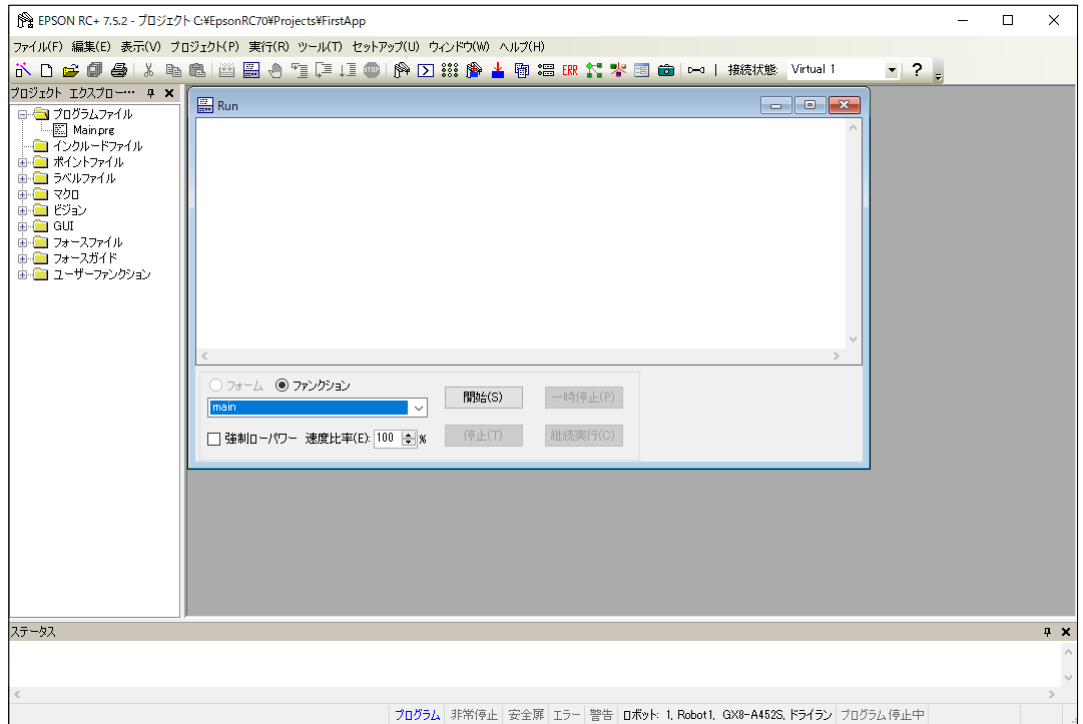 EPSON RC+ 7.5.2 - プロジェクト C:¥EpsonRC70¥Projects¥FirstApp
ファイル(F) 編集(E) 表示(V) プロジェクト(P) 実行(R) ツール(T) セットアップ(U) ウィンドウ(W) ヘルプ(H)
STOP ERR 接続状態: Virtual 1 ?
プロジェクト エクスプロー…
プログラムファイル
Main.prg
インクルードファイル
ポイントファイル
ラベルファイル
マクロ
ビジョン
GUI
フォースファイル
フォースガイド
ユーザーファンクション
Run
フォーム ファンクション
main
強制ローパワー 速度比率(E): 100 %
開始(S) 一時停止(P)
停止(T) 継続実行(C)
ステータス
プログラム 非常停止 安全扉 エラー 警告 ロボット: 1, Robot1, GX8-A452S, ドライラン プログラム停止中